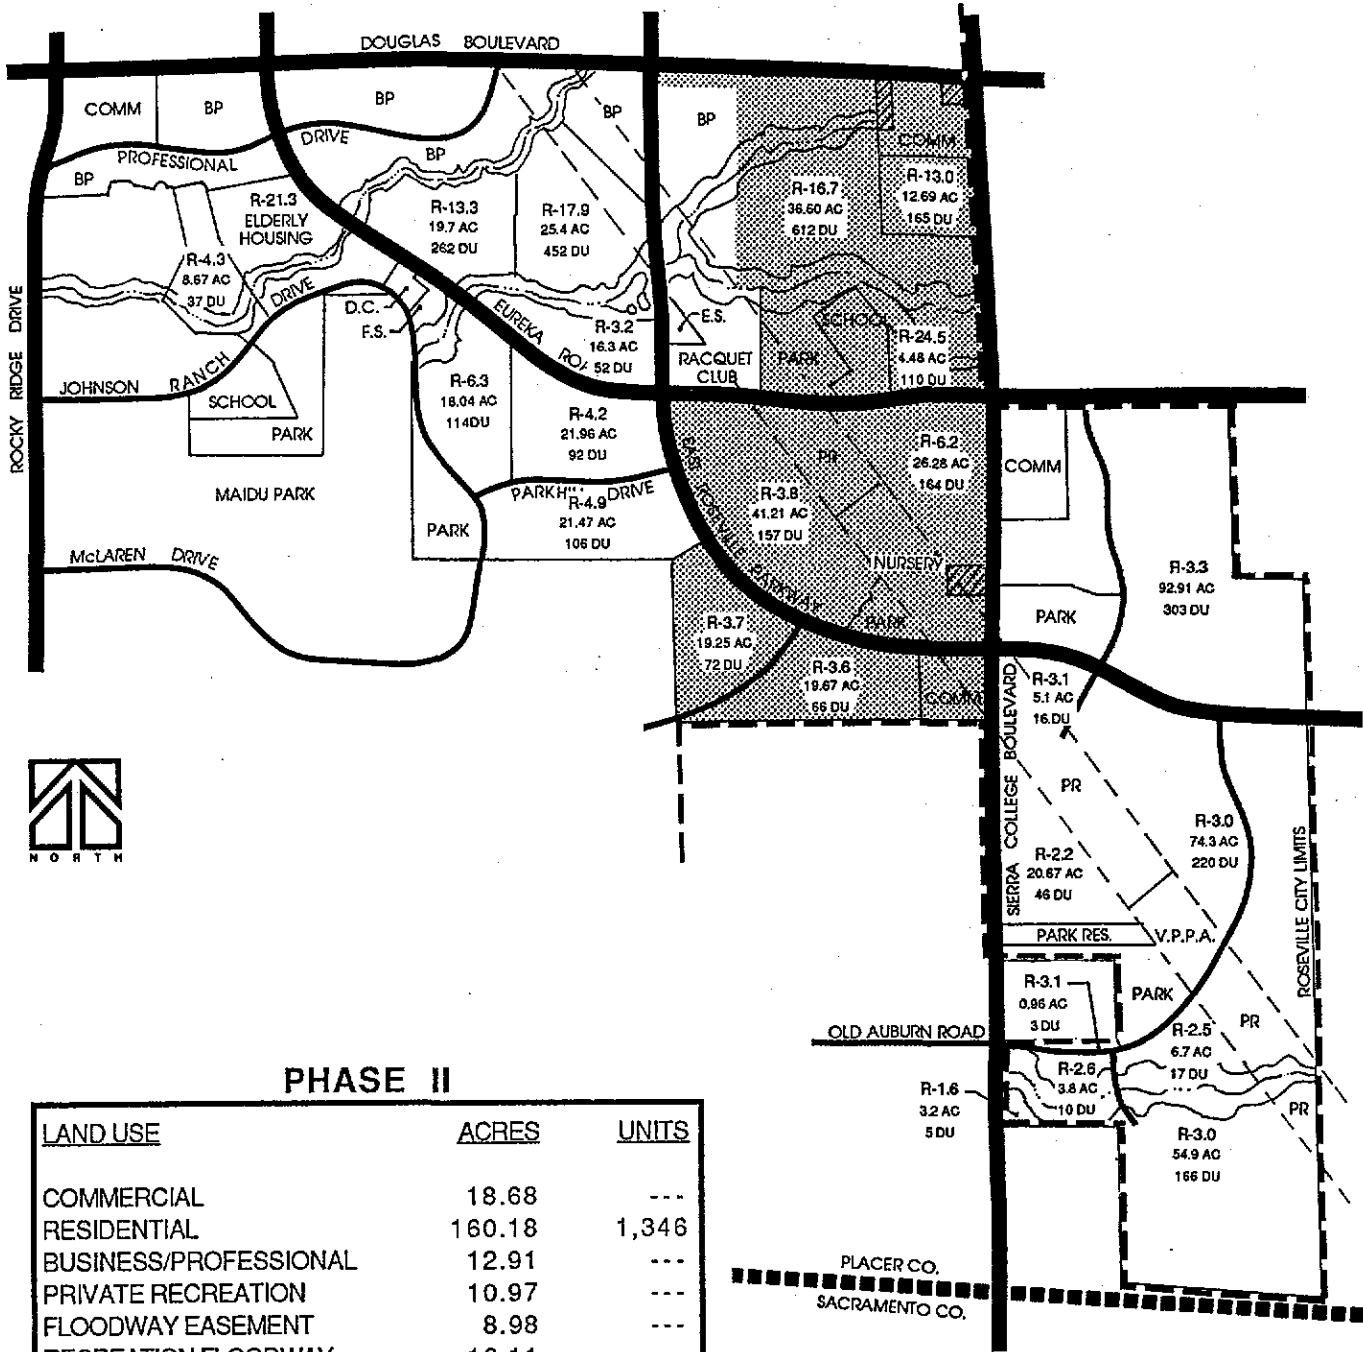 DOUGLAS BOULEVARD
COMM
BP
BP
BP
BP
PROFESSIONAL DRIVE
BP
BP
COMM
R-21.3
ELDERLY
HOUSING
R-13.3
19.7 AC
262 DU
R-17.9
25.4 AC
452 DU
R-16.7
36.60 AC
612 DU
R-13.0
12.69 AC
165 DU
R-4.3
8.67 AC
37 DU
D.C.
F.S.
E.S.
ROCKY RIDGE DRIVE
JOHNSON RANCH DRIVE
EUREKA
R-3.2
16.3 AC
52 DU
RACQUET
CLUB
PARK
SCHOOL
R-24.5
4.48 AC
110 DU
SCHOOL
PARK
R-6.3
18.04 AC
114DU
R-4.2
21.96 AC
92 DU
MAIDU PARK
PARK
DRIVE
R-4.9
21.47 AC
106 DU
EAST ROSEVILLE PARKWAY
PR
R-3.8
41.21 AC
157 DU
R-6.2
26.28 AC
164 DU
COMM
McLAREN DRIVE
NURSERY
PARK
R-3.3
92.91 AC
303 DU
PARK
R-3.7
19.25 AC
72 DU
R-3.6
19.67 AC
66 DU
COMM
R-3.1
5.1 AC
16 DU
SIERRA COLLEGE BOULEVARD
PR
R-3.0
74.3 AC
220 DU
R-2.2
20.67 AC
46 DU
PARK RES.
V.P.P.A.
ROSEVILLE CITY LIMITS
NORTH
R-3.1
0.96 AC
3 DU
PARK
PR
OLD AUBURN ROAD
R-2.5
6.7 AC
17 DU
R-2.6
3.8 AC
10 DU
R-1.6
3.2 AC
5 DU
PR
R-3.0
54.9 AC
166 DU
PLACER CO.
SACRAMENTO CO.
PHASE II
LAND USE ACRES UNITS
COMMERCIAL 18.68 ---
RESIDENTIAL 160.18 1,346
BUSINESS/PROFESSIONAL 12.91 ---
PRIVATE RECREATION 10.97 ---
FLOODWAY EASEMENT 8.98 ---